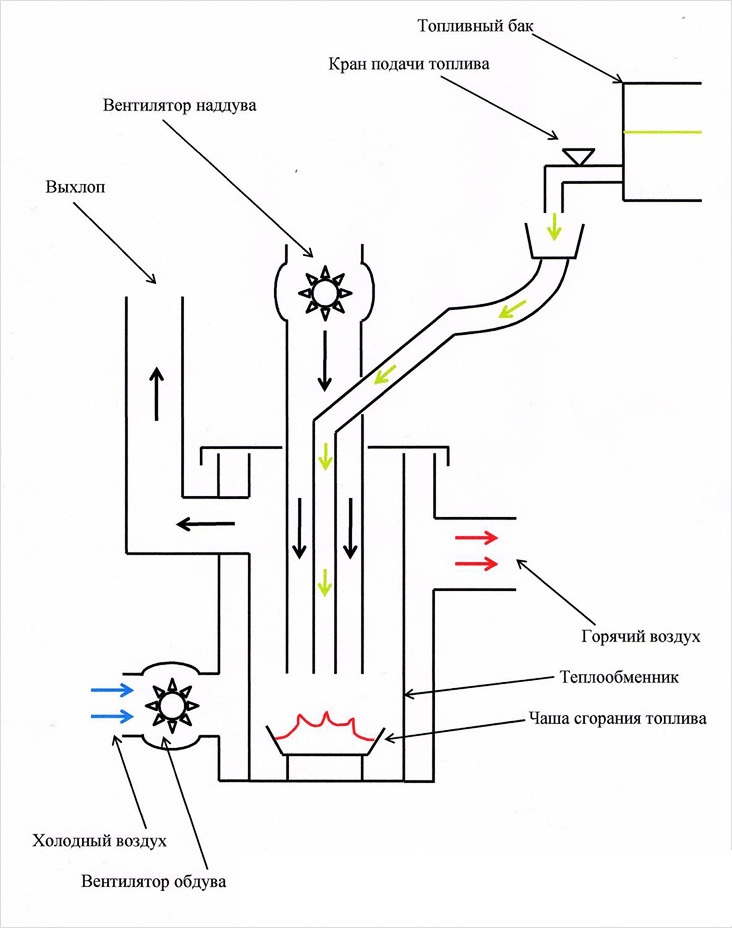 Топливный бак
Кран подачи топлива
Вентилятор наддува
Выхлоп
Горячий воздух
Теплообменник
Чаша сгорания топлива
Холодный воздух
Вентилятор обдува